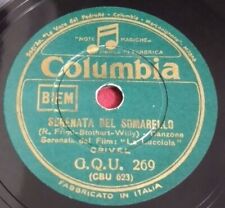 "NOTE MAGICHE"
Columbia
BIEM
SERENATA DEL SOMARELLO
(R. Friml-Stothart-Willy) - Canzone
Serenata dal Film: "La Lucciola"
CRIVEL
G.Q.U. 269
(CBU 623)
FABBRICATO IN ITALIA